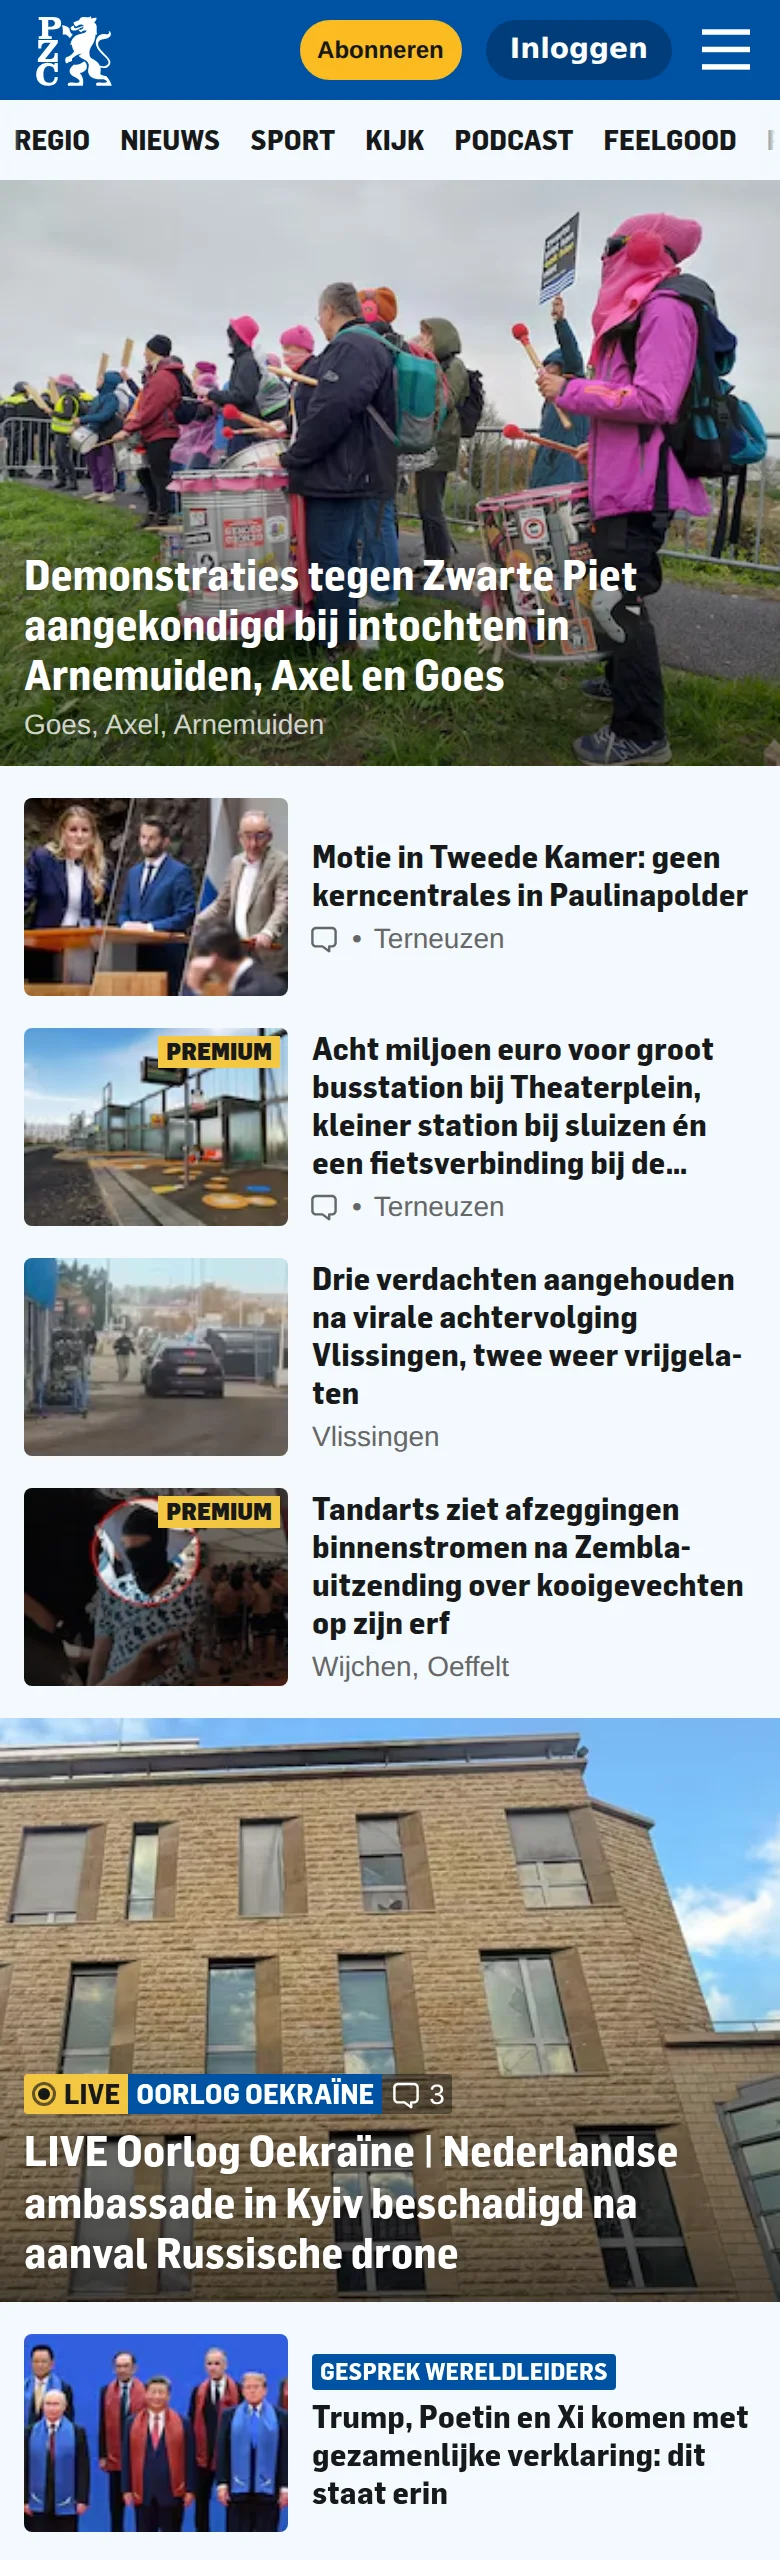 PZC
Abonneren
Inloggen
REGIO NIEUWS SPORT KIJK PODCAST FEELGOOD
Demonstraties tegen Zwarte Piet
aangekondigd bij intochten in
Arnemuiden, Axel en Goes
Goes, Axel, Arnemuiden
Motie in Tweede Kamer: geen
kerncentrales in Paulinapolder
• Terneuzen
PREMIUM
Acht miljoen euro voor groot
busstation bij Theaterplein,
kleiner station bij sluizen én
een fietsverbinding bij de...
• Terneuzen
Drie verdachten aangehouden
na virale achtervolging
Vlissingen, twee weer vrijgela-
ten
Vlissingen
PREMIUM
Tandarts ziet afzeggingen
binnenstromen na Zembla-
uitzending over kooigevechten
op zijn erf
Wijchen, Oeffelt
LIVE OORLOG OEKRAÏNE 3
LIVE Oorlog Oekraïne | Nederlandse
ambassade in Kyiv beschadigd na
aanval Russische drone
GESPREK WERELDLEIDERS
Trump, Poetin en Xi komen met
gezamenlijke verklaring: dit
staat erin